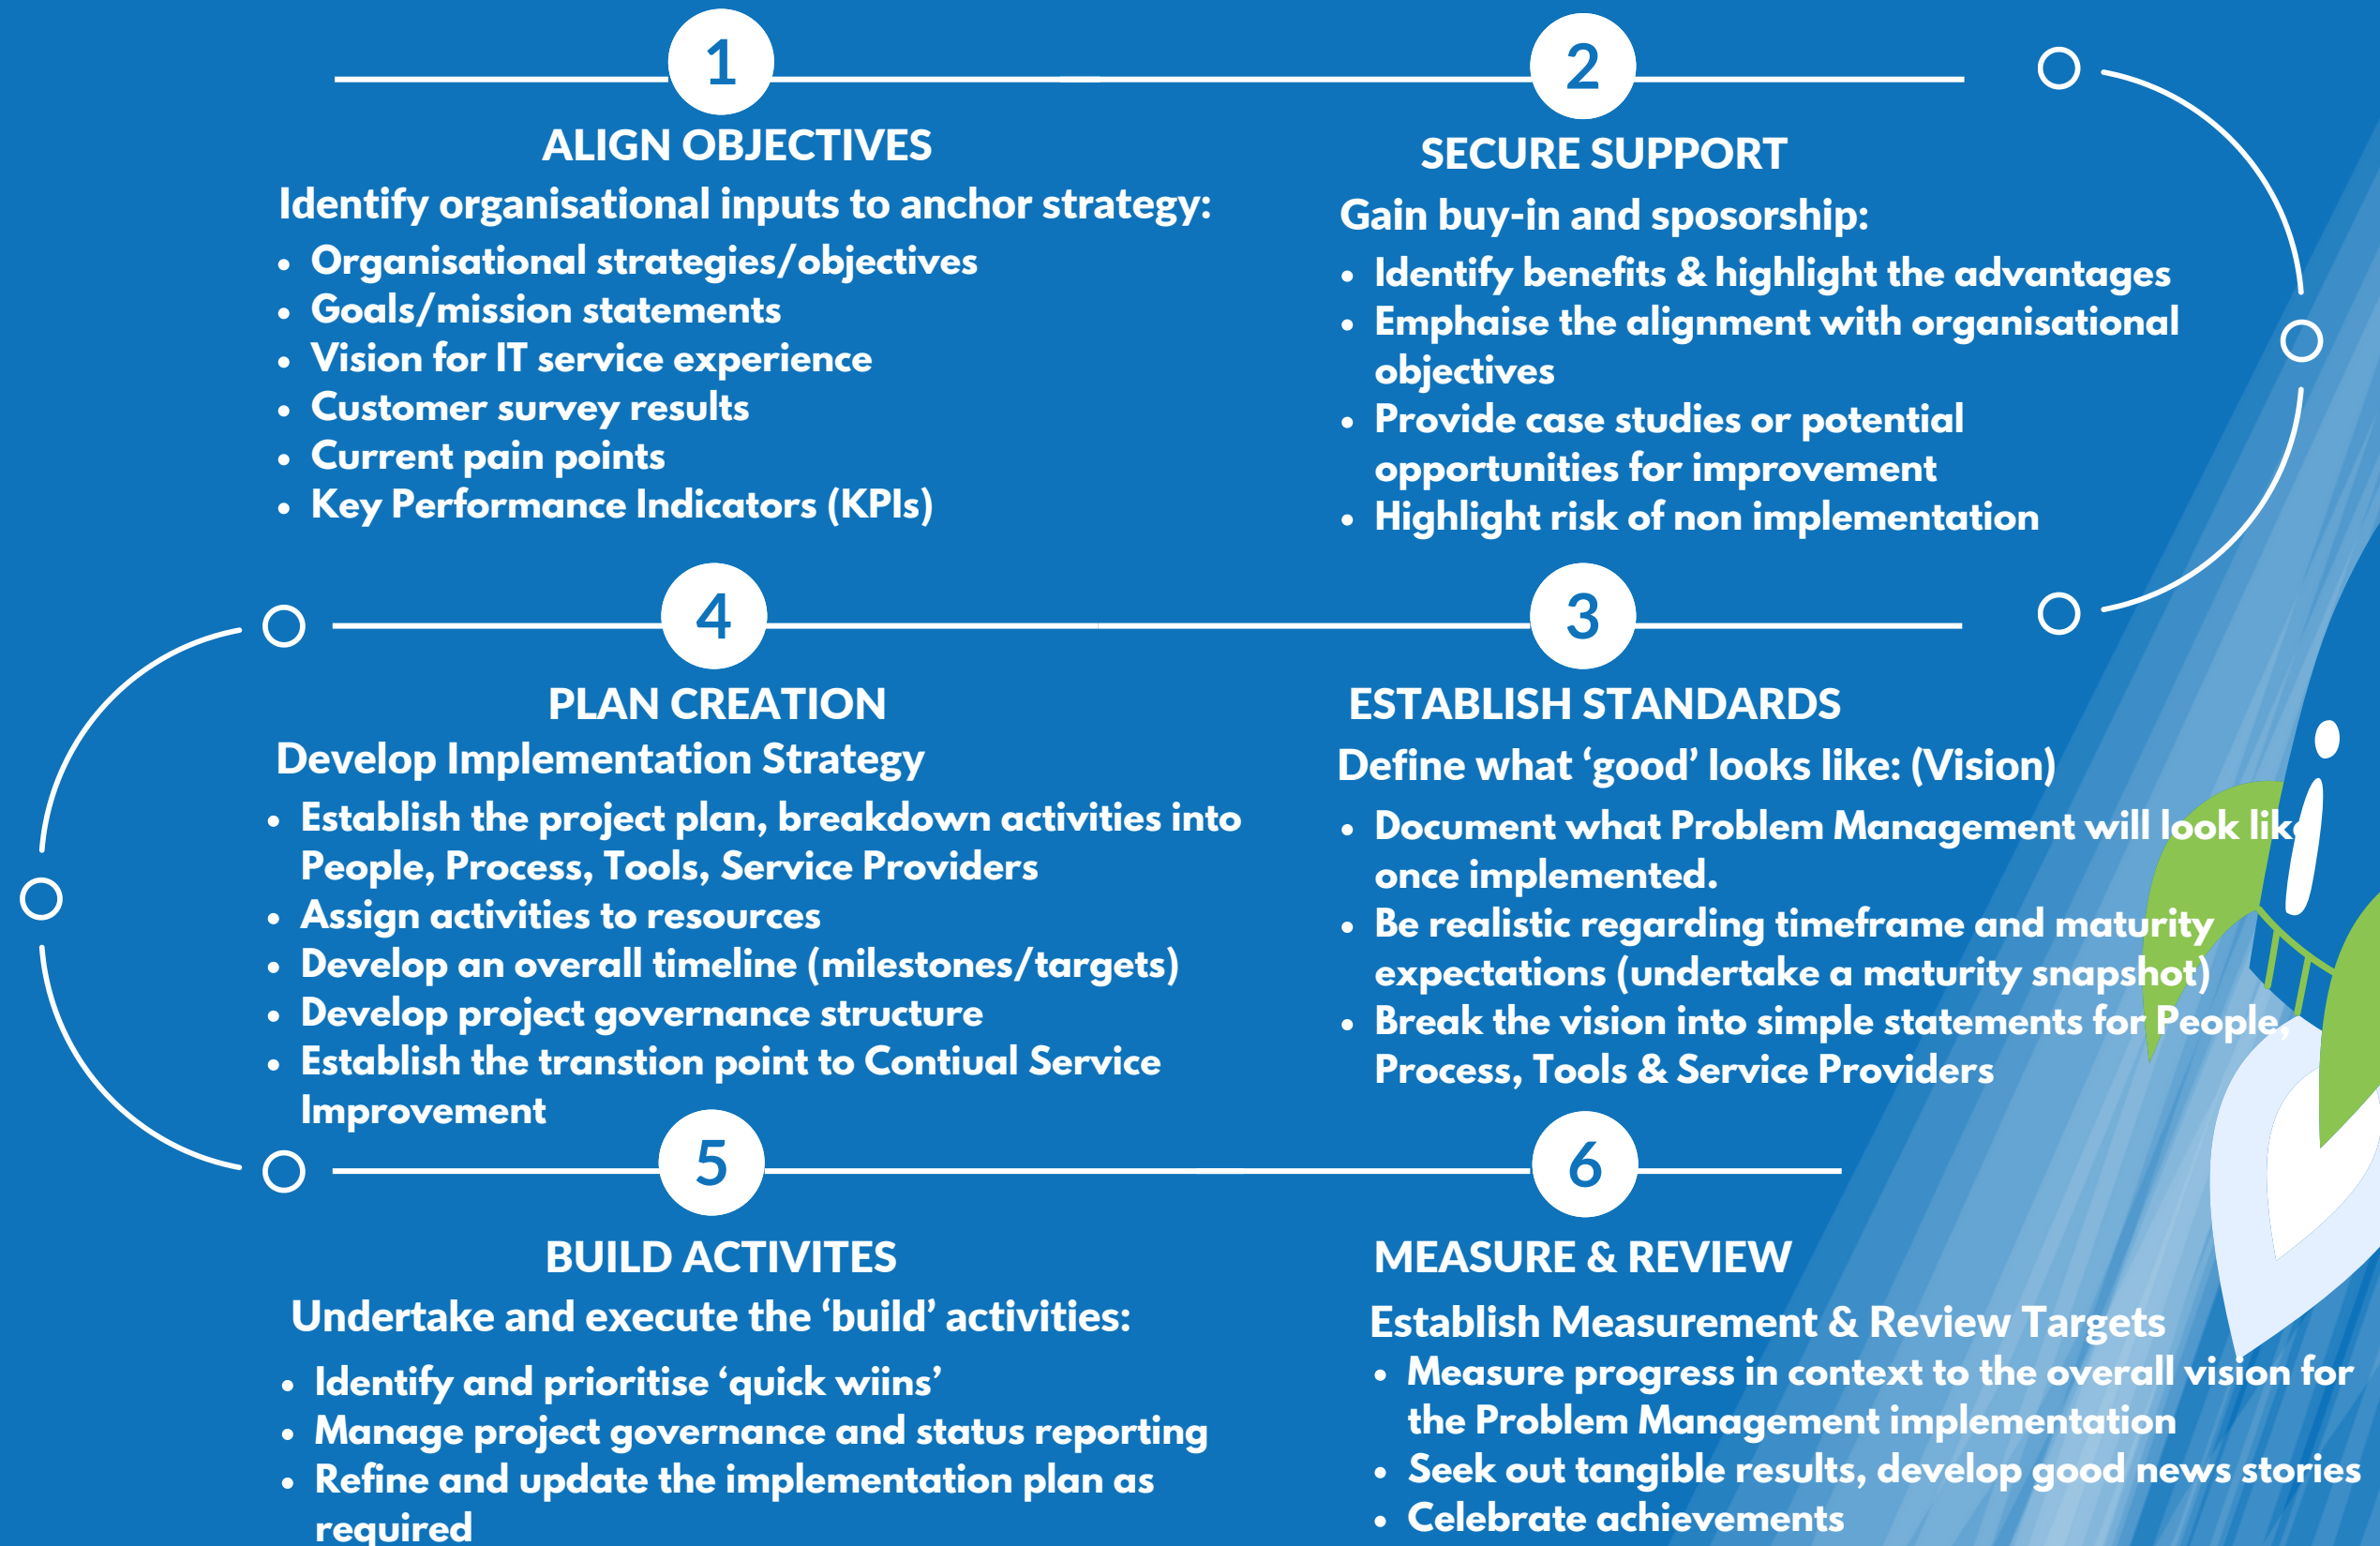 1
ALIGN OBJECTIVES
Identify organisational inputs to anchor strategy:
• Organisational strategies/objectives
• Goals/mission statements
• Vision for IT service experience
• Customer survey results
• Current pain points
• Key Performance Indicators (KPIs)
2
SECURE SUPPORT
Gain buy-in and sposorship:
• Identify benefits & highlight the advantages
• Emphaise the alignment with organisational
objectives
• Provide case studies or potential
opportunities for improvement
• Highlight risk of non implementation
3
ESTABLISH STANDARDS
Define what ‘good’ looks like: (Vision)
• Document what Problem Management will look like
once implemented.
• Be realistic regarding timeframe and maturity
expectations (undertake a maturity snapshot)
• Break the vision into simple statements for People,
Process, Tools & Service Providers
4
PLAN CREATION
Develop Implementation Strategy
• Establish the project plan, breakdown activities into
People, Process, Tools, Service Providers
• Assign activities to resources
• Develop an overall timeline (milestones/targets)
• Develop project governance structure
• Establish the transtion point to Contiual Service
Improvement
5
BUILD ACTIVITES
Undertake and execute the ‘build’ activities:
• Identify and prioritise ‘quick wiins’
• Manage project governance and status reporting
• Refine and update the implementation plan as
required
6
MEASURE & REVIEW
Establish Measurement & Review Targets
• Measure progress in context to the overall vision for
the Problem Management implementation
• Seek out tangible results, develop good news stories
• Celebrate achievements